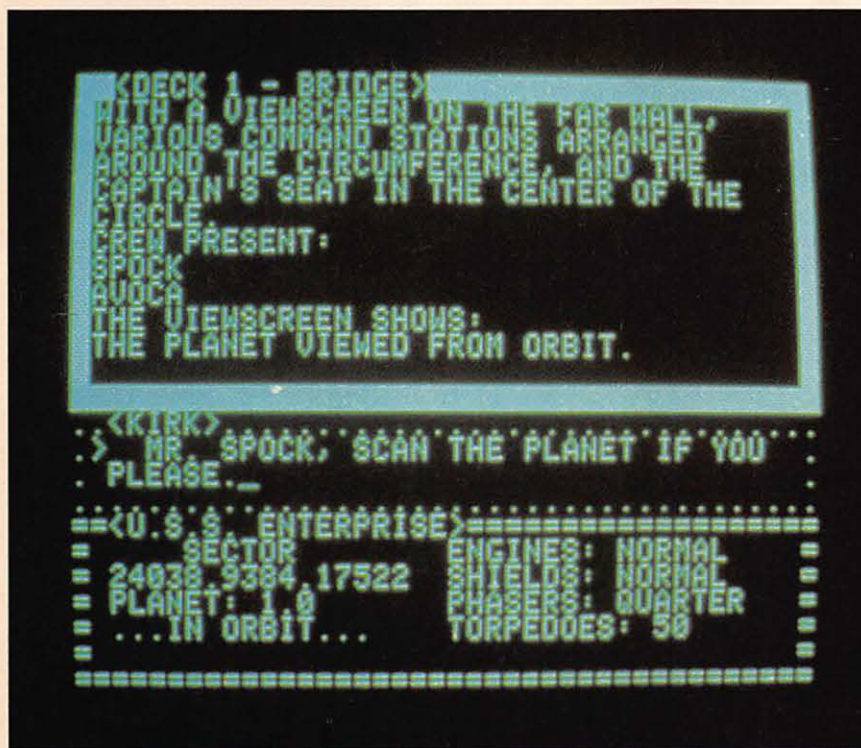 <DECK 1 - BRIDGE>
WITH A VIEWSCREEN ON THE FAR WALL,
VARIOUS COMMAND STATIONS ARRANGED
AROUND THE CIRCUMFERENCE, AND THE
CAPTAIN'S SEAT IN THE CENTER OF THE
CIRCLE.
CREW PRESENT:
SPOCK
AVOCA
THE VIEWSCREEN SHOWS:
THE PLANET VIEWED FROM ORBIT.
<KIRK>
> MR. SPOCK, SCAN THE PLANET IF YOU
PLEASE._
<U.S.S. ENTERPRISE>
SECTOR ENGINES: NORMAL
24038.9384.17522 SHIELDS: NORMAL
PLANET: 1.0 PHASERS: QUARTER
...IN ORBIT... TORPEDOES: 50